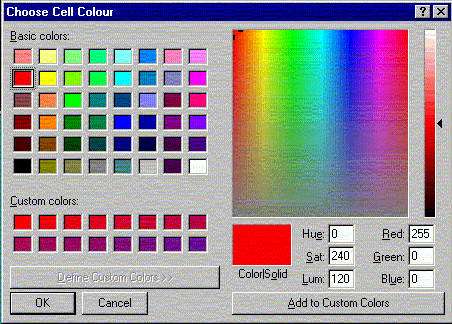 Choose Cell Colour
Basic colors:
Custom colors:
Define Custom Colors >>
OK
Cancel
Color|Solid
Hue: 0
Sat: 240
Lum: 120
Red: 255
Green: 0
Blue: 0
Add to Custom Colors